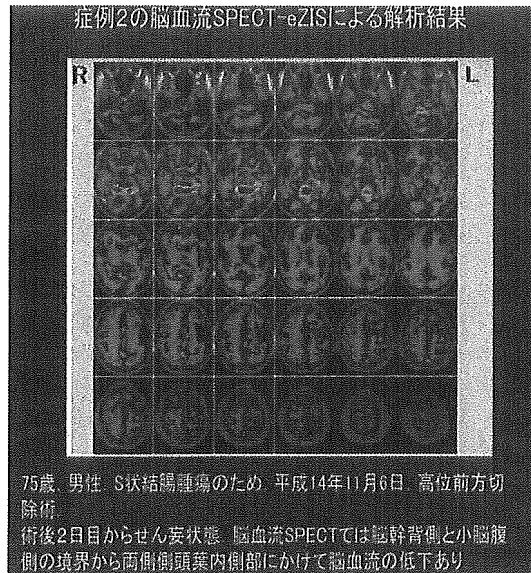 症例2の脳血流SPECT-eZISによる解析結果
R
L
75歳. 男性. S状結腸腫瘍のため. 平成14年11月6日. 高位前方切
除術.
術後2日目からせん妄状態. 脳血流SPECTでは脳幹背側と小脳腹
側の境界から両側側頭葉内側部にかけて脳血流の低下あり